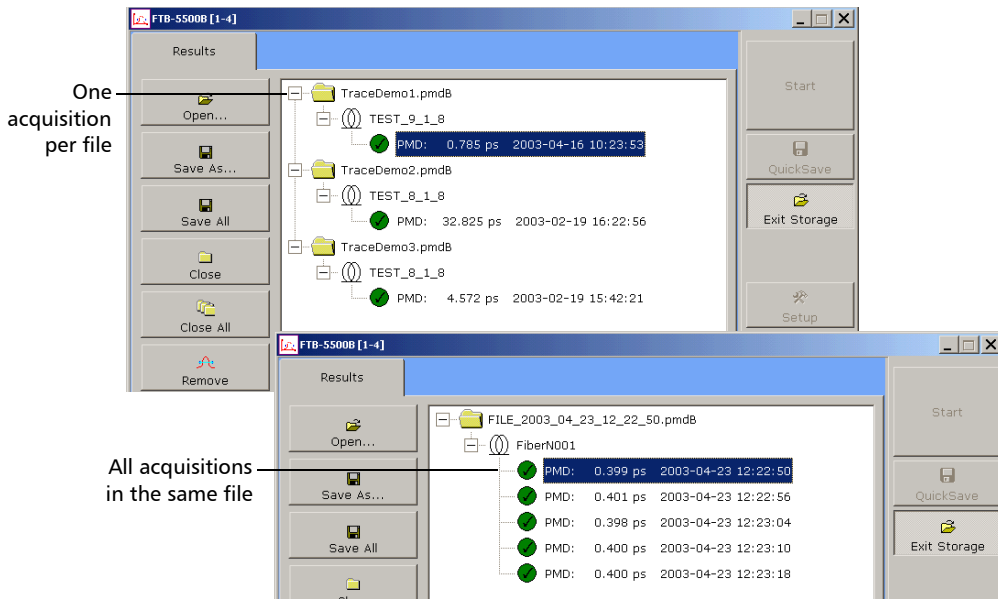 FTB-5500B [1-4]
Results
One
acquisition
per file
Open...
Save As...
Save All
Close
Close All
Remove
TraceDemo1.pmdB
TEST_9_1_8
PMD: 0.785 ps 2003-04-16 10:23:53
TraceDemo2.pmdB
TEST_8_1_8
PMD: 32.825 ps 2003-02-19 16:22:56
TraceDemo3.pmdB
TEST_8_1_8
PMD: 4.572 ps 2003-02-19 15:42:21
Start
QuickSave
Exit Storage
Setup
FTB-5500B [1-4]
Results
All acquisitions
in the same file
Open...
Save As...
Save All
FILE_2003_04_23_12_22_50.pmdB
FiberN001
PMD: 0.399 ps 2003-04-23 12:22:50
PMD: 0.401 ps 2003-04-23 12:22:56
PMD: 0.398 ps 2003-04-23 12:23:04
PMD: 0.400 ps 2003-04-23 12:23:10
PMD: 0.400 ps 2003-04-23 12:23:18
Start
QuickSave
Exit Storage